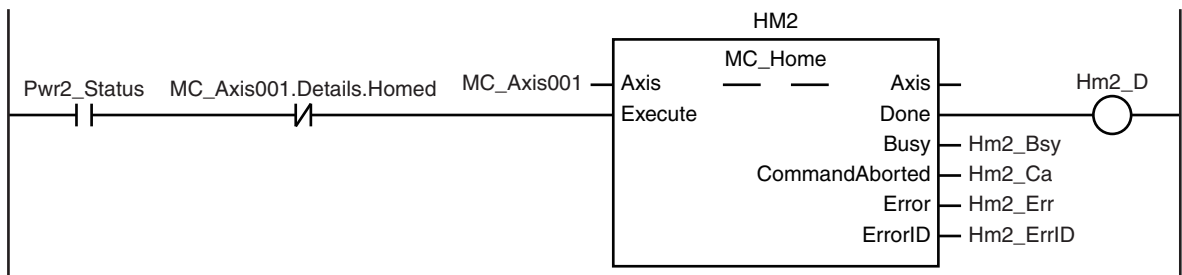 HM2
MC_Home
Pwr2_Status MC_Axis001.Details.Homed MC_Axis001 Axis Axis Hm2_D
Execute Done
Busy Hm2_Bsy
CommandAborted Hm2_Ca
Error Hm2_Err
ErrorID Hm2_ErrID